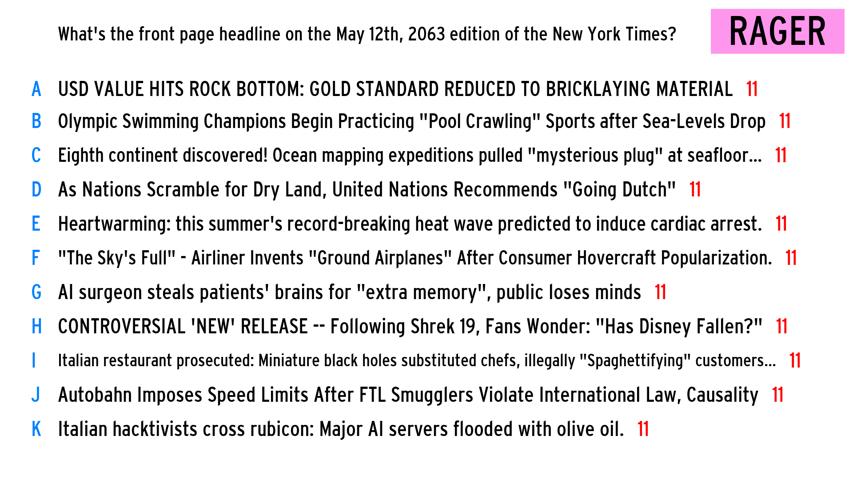 What's the front page headline on the May 12th, 2063 edition of the New York Times?
RAGER
A USD VALUE HITS ROCK BOTTOM: GOLD STANDARD REDUCED TO BRICKLAYING MATERIAL 11
B Olympic Swimming Champions Begin Practicing "Pool Crawling" Sports after Sea-Levels Drop 11
C Eighth continent discovered! Ocean mapping expeditions pulled "mysterious plug" at seafloor... 11
D As Nations Scramble for Dry Land, United Nations Recommends "Going Dutch" 11
E Heartwarming: this summer's record-breaking heat wave predicted to induce cardiac arrest. 11
F "The Sky's Full" - Airliner Invents "Ground Airplanes" After Consumer Hovercraft Popularization. 11
G AI surgeon steals patients' brains for "extra memory", public loses minds 11
H CONTROVERSIAL 'NEW' RELEASE -- Following Shrek 19, Fans Wonder: "Has Disney Fallen?" 11
I Italian restaurant prosecuted: Miniature black holes substituted chefs, illegally "Spaghettifying" customers... 11
J Autobahn Imposes Speed Limits After FTL Smugglers Violate International Law, Causality 11
K Italian hacktivists cross rubicon: Major AI servers flooded with olive oil. 11